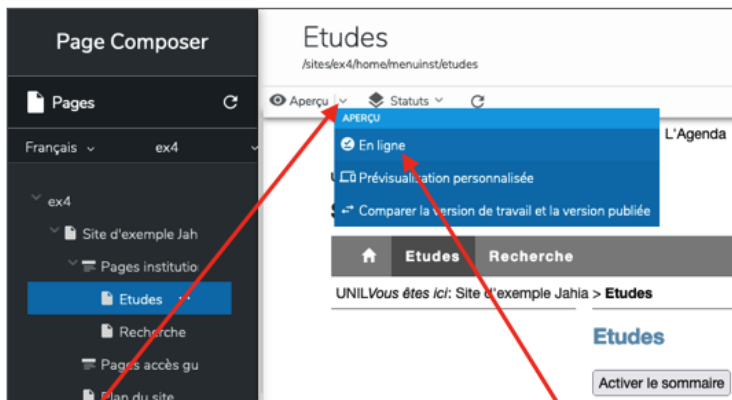 Page Composer
Etudes
/sites/ex4/home/menuinst/etudes
Pages
Aperçu
Statuts
APERÇU
En ligne
Prévisualisation personnalisée
Comparer la version de travail et la version publiée
L'Agenda
Français
ex4
ex4
Site d'exemple Jah
Pages institutio
Etudes
Recherche
Pages accès gu
Plan du site
Etudes
Recherche
UNILVous êtes ici: Site d'exemple Jahia > Etudes
Etudes
Activer le sommaire